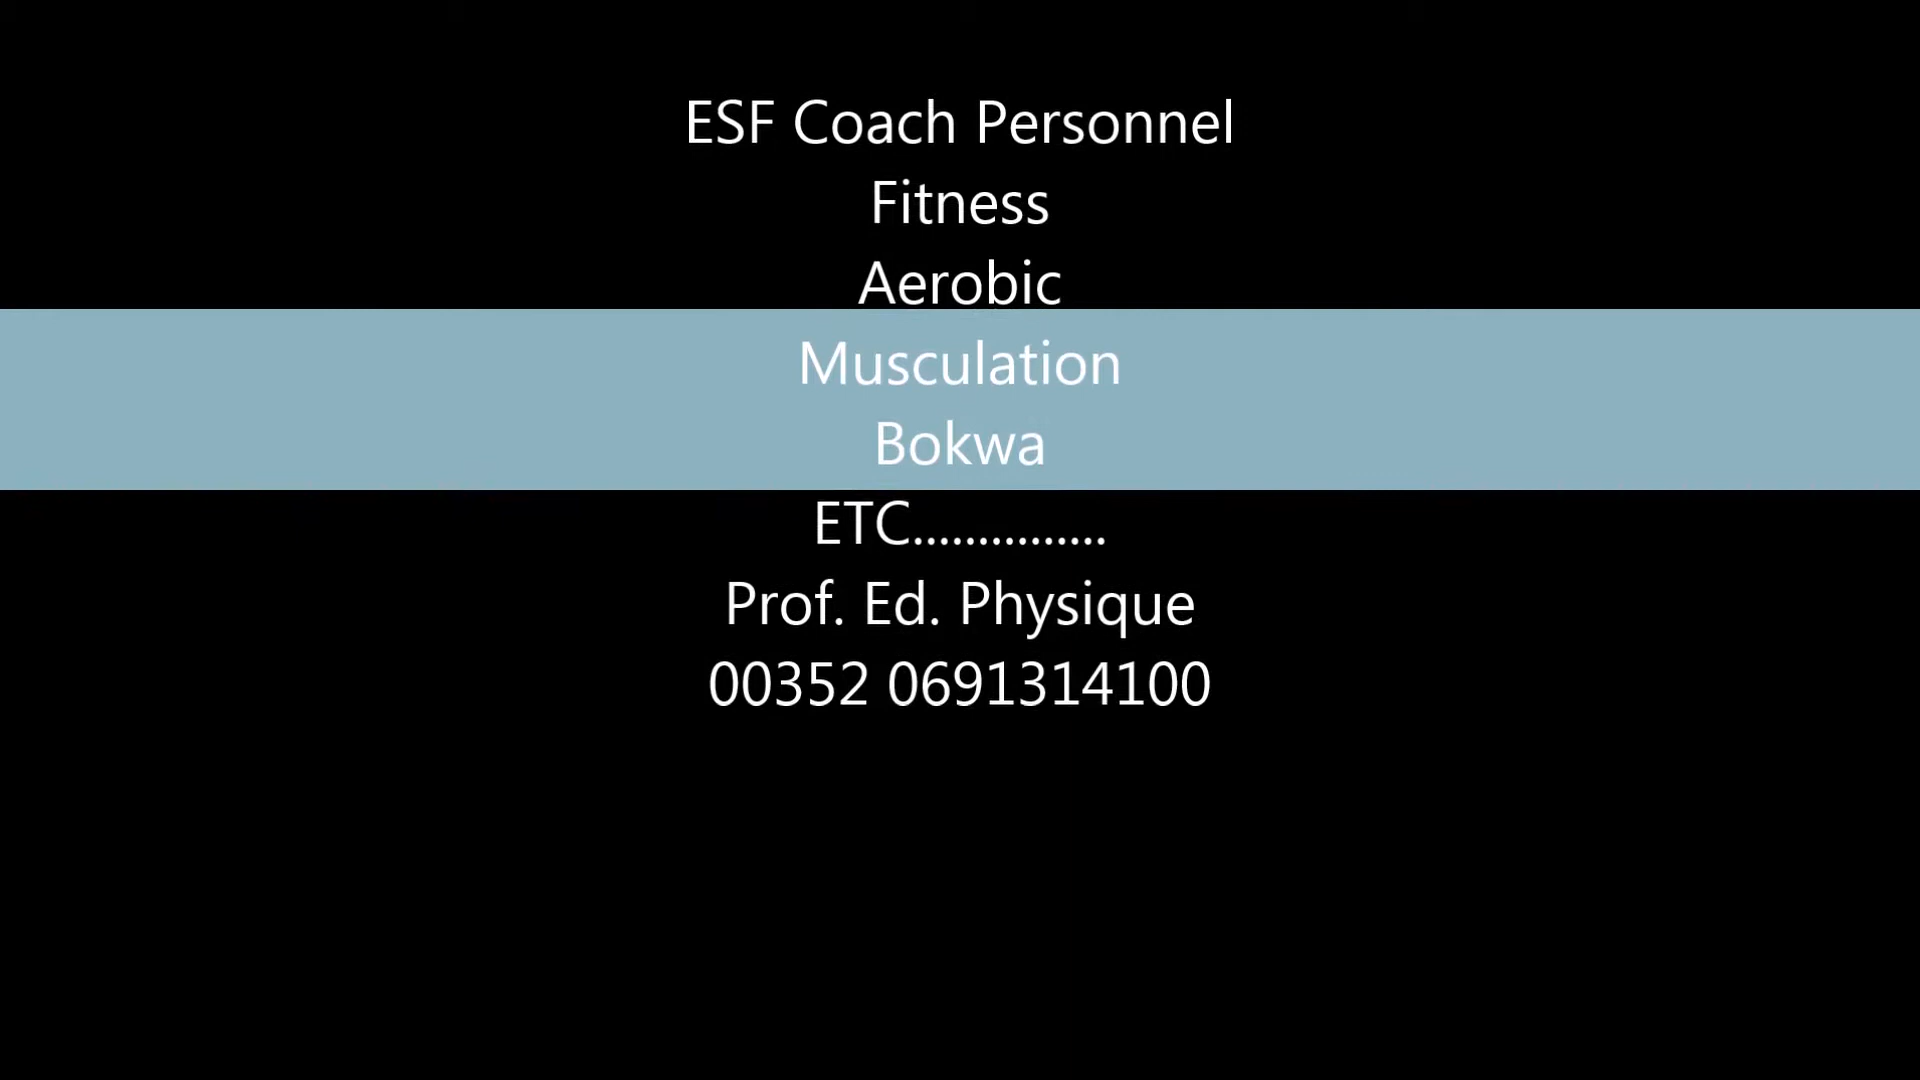 ESF Coach Personnel
Fitness
Aerobic
Musculation
Bokwa
ETC...............
Prof. Ed. Physique
00352 0691314100